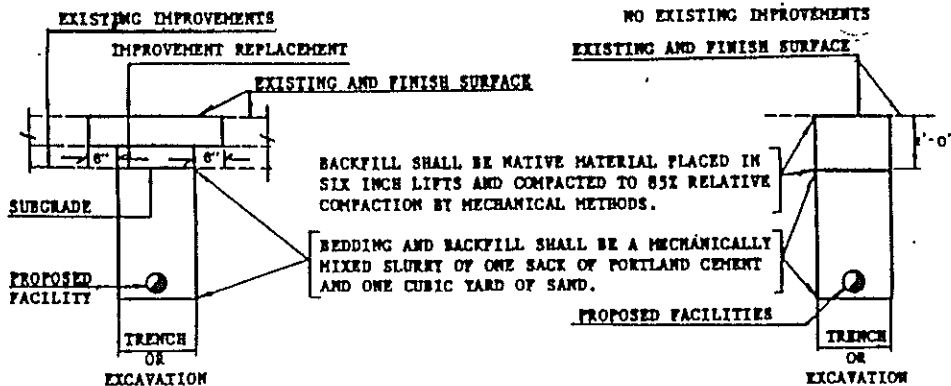 EXISTING IMPROVEMENTS
IMPROVEMENT REPLACEMENT
EXISTING AND FINISH SURFACE
6"
6"
SUBGRADE
PROPOSED
FACILITY
TRENCH
OR
EXCAVATION
BACKFILL SHALL BE NATIVE MATERIAL PLACED IN
SIX INCH LIFTS AND COMPACTED TO 85% RELATIVE
COMPACTION BY MECHANICAL METHODS.
BEDDING AND BACKFILL SHALL BE A MECHANICALLY
MIXED SLURRY OF ONE SACK OF PORTLAND CEMENT
AND ONE CUBIC YARD OF SAND.
NO EXISTING IMPROVEMENTS
EXISTING AND FINISH SURFACE
PROPOSED FACILITIES
TRENCH
OR
EXCAVATION